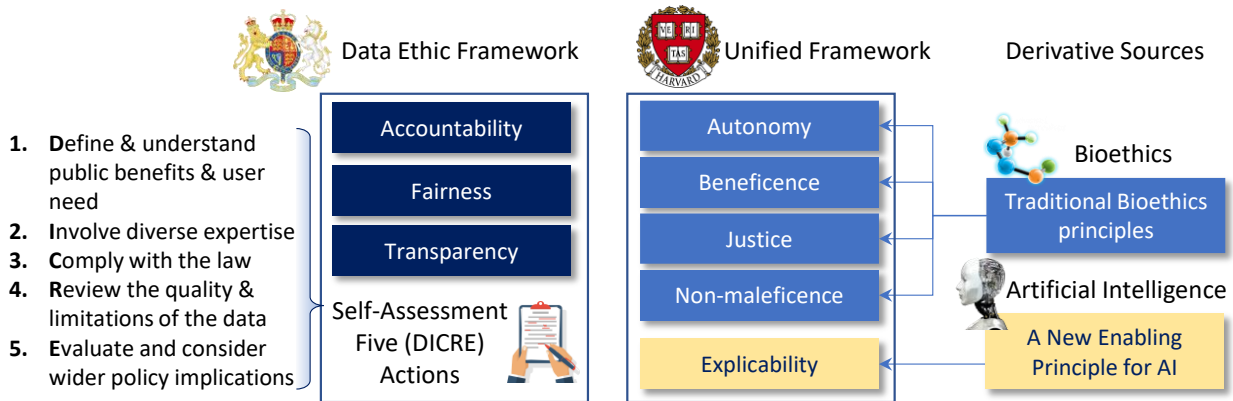 Data Ethic Framework
Unified Framework
Derivative Sources
VE RI
TAS
HARVARD
1. Define & understand
public benefits & user
need
2. Involve diverse expertise
3. Comply with the law
4. Review the quality &
limitations of the data
5. Evaluate and consider
wider policy implications
Accountability
Fairness
Transparency
Self-Assessment
Five (DICRE)
Actions
Autonomy
Beneficence
Justice
Non-maleficence
Explicability
Bioethics
Traditional Bioethics
principles
Artificial Intelligence
A New Enabling
Principle for AI